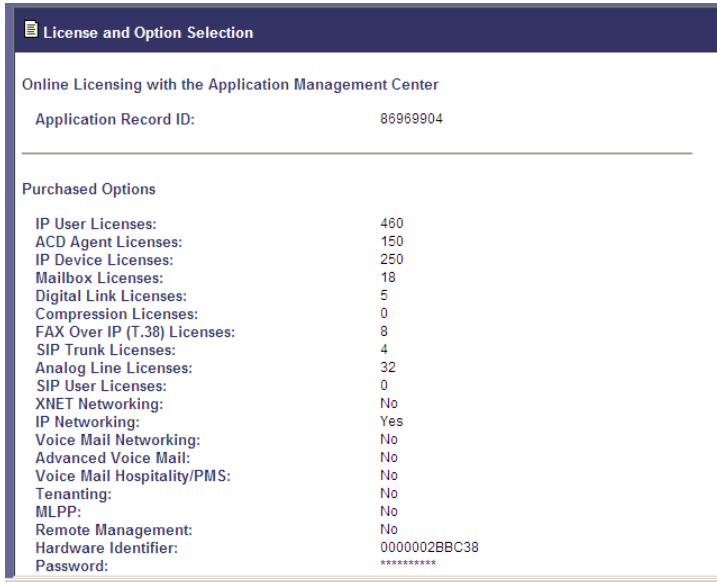 License and Option Selection
Online Licensing with the Application Management Center
Application Record ID: 86969904
Purchased Options
IP User Licenses: 460
ACD Agent Licenses: 150
IP Device Licenses: 250
Mailbox Licenses: 18
Digital Link Licenses: 5
Compression Licenses: 0
FAX Over IP (T.38) Licenses: 8
SIP Trunk Licenses: 4
Analog Line Licenses: 32
SIP User Licenses: 0
XNET Networking: No
IP Networking: Yes
Voice Mail Networking: No
Advanced Voice Mail: No
Voice Mail Hospitality/PMS: No
Tenanting: No
MLPP: No
Remote Management: No
Hardware Identifier: 0000002BBC38
Password: **********